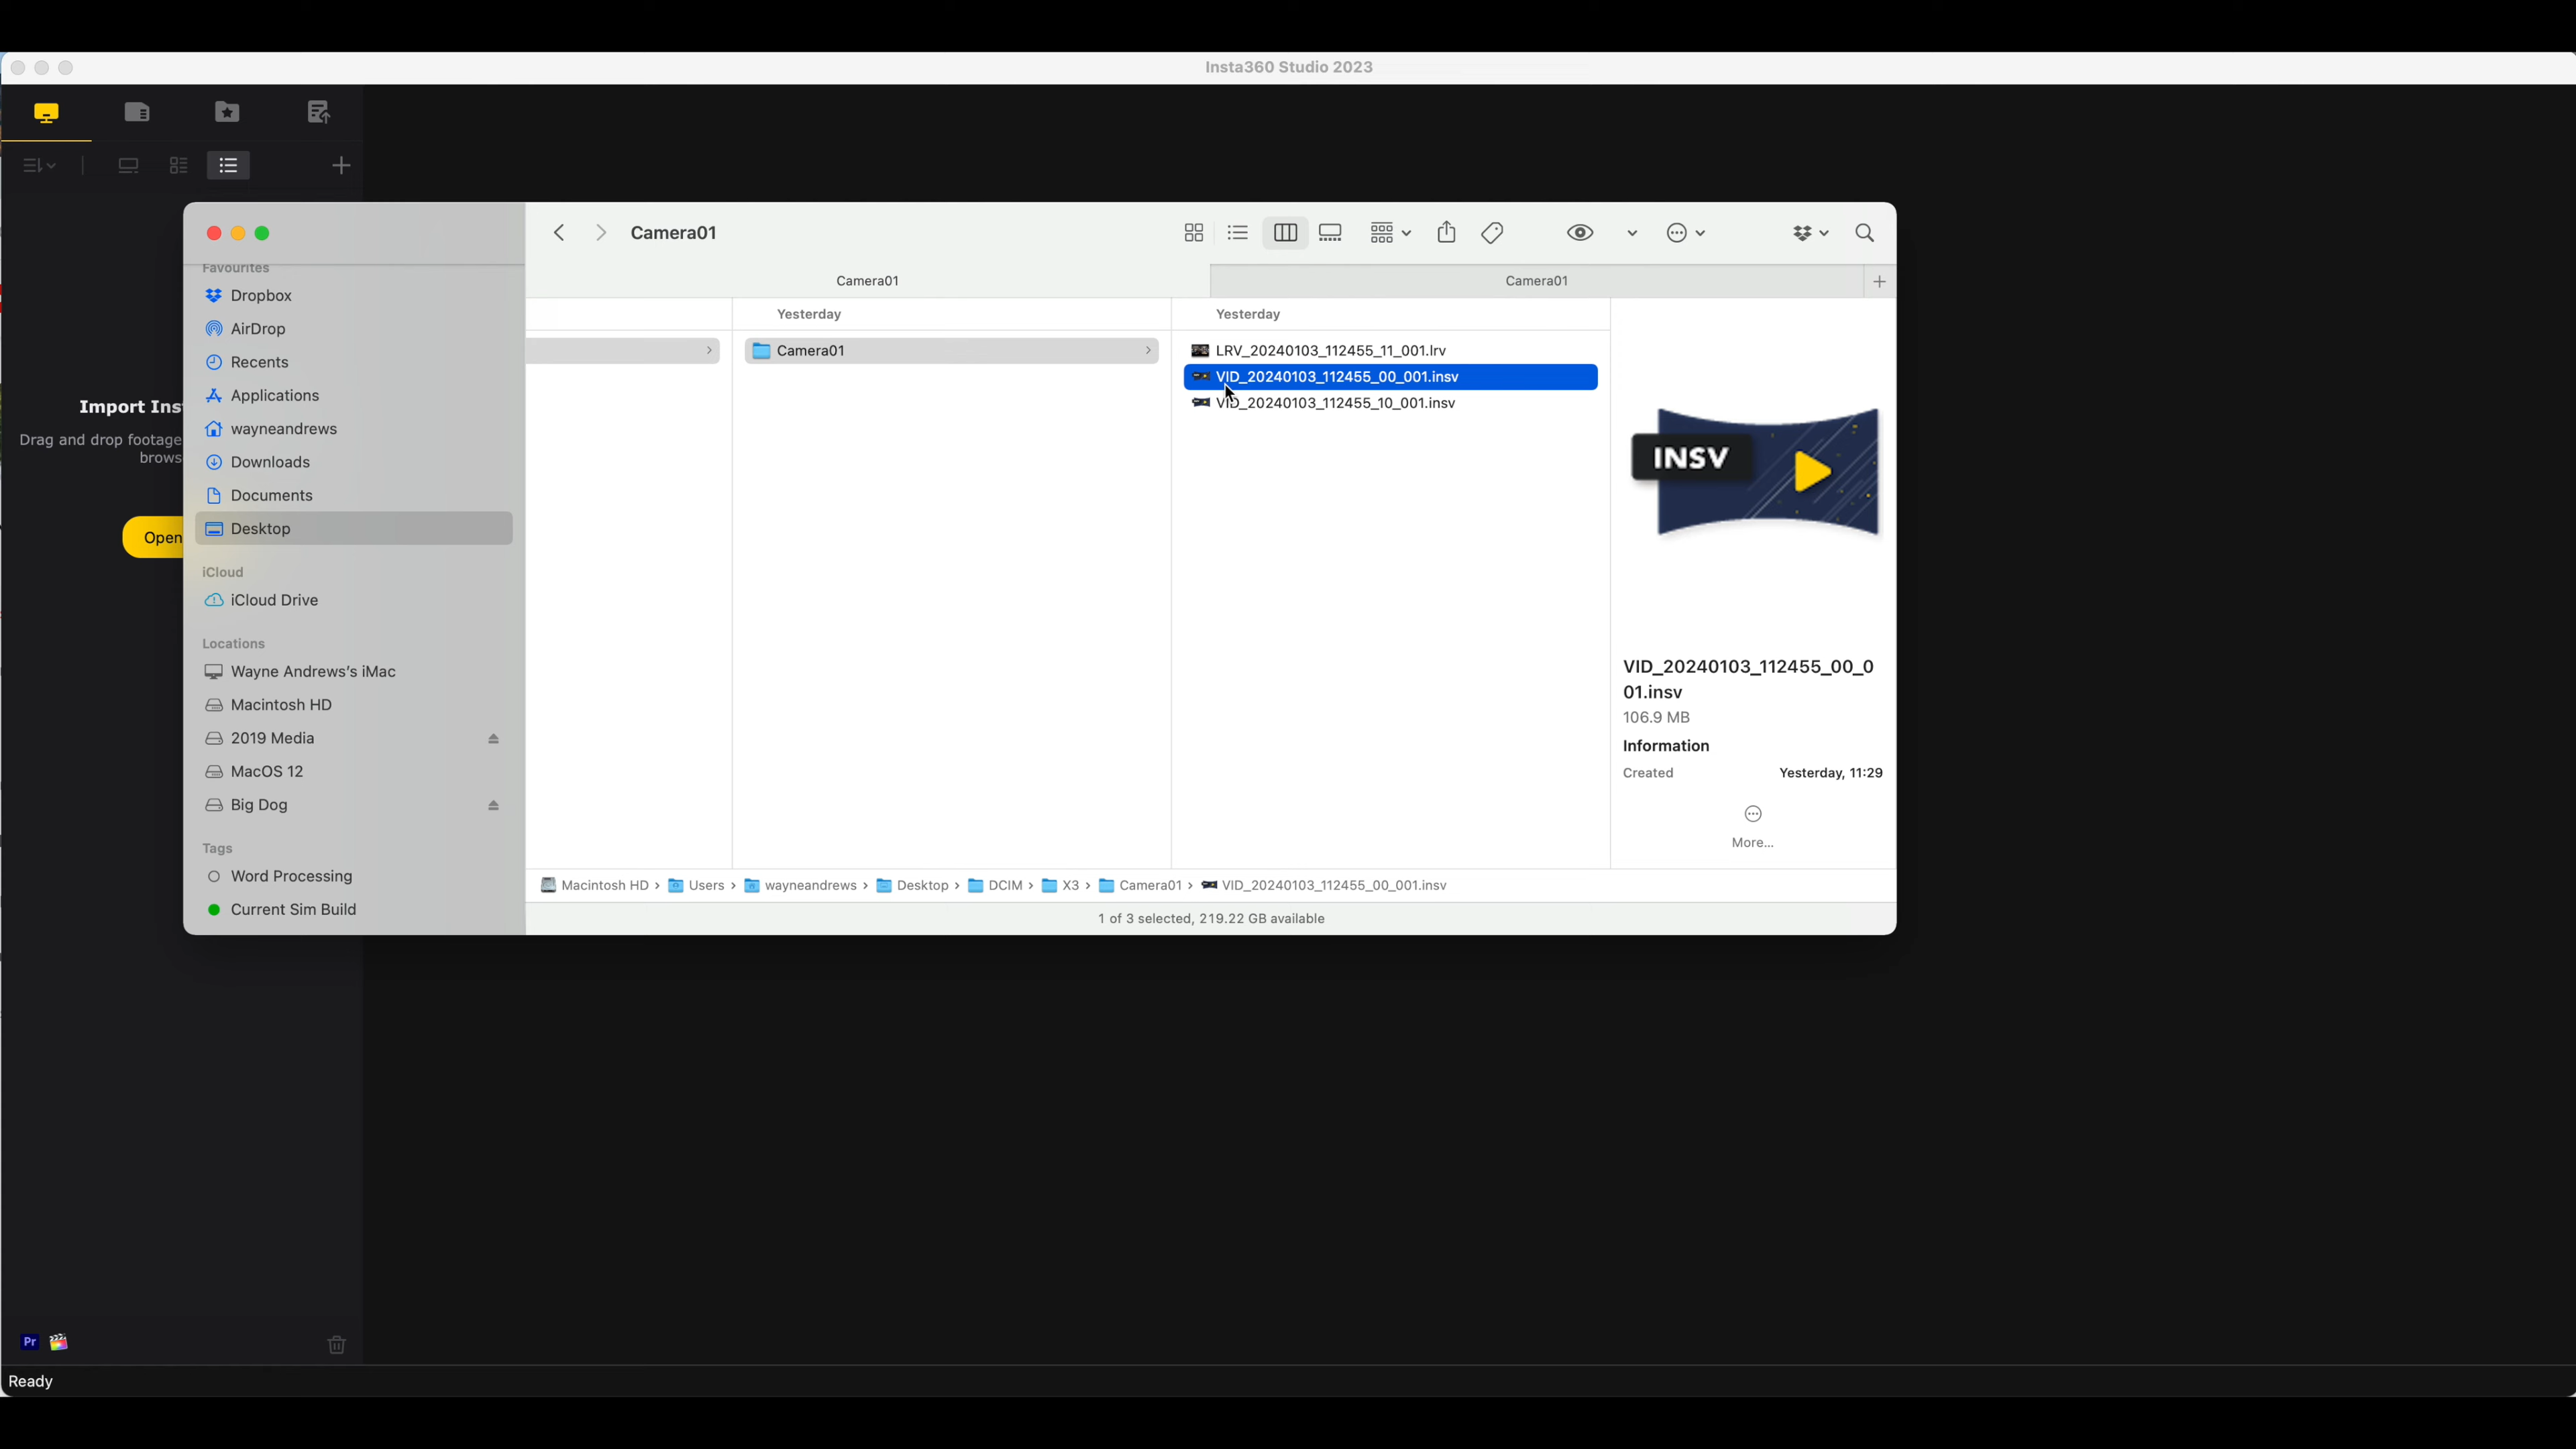 Insta360 Studio 2023
Camera01
Camera01
Camera01
Favourites
Dropbox
AirDrop
Recents
Applications
wayneandrews
Downloads
Documents
Desktop
iCloud
iCloud Drive
Locations
Wayne Andrews's iMac
Macintosh HD
2019 Media
MacOS 12
Big Dog
Tags
Word Processing
Current Sim Build
Import Ins
Drag and drop footage
brows
Open
Yesterday
Camera01
Yesterday
LRV_20240103_112455_11_001.lrv
VID_20240103_112455_00_001.insv
VID_20240103_112455_10_001.insv
INSV
VID_20240103_112455_00_0
01.insv
106.9 MB
Information
Created Yesterday, 11:29
More...
Macintosh HD › Users › wayneandrews › Desktop › DCIM › X3 › Camera01 › VID_20240103_112455_00_001.insv
1 of 3 selected, 219.22 GB available
Pr
Ready